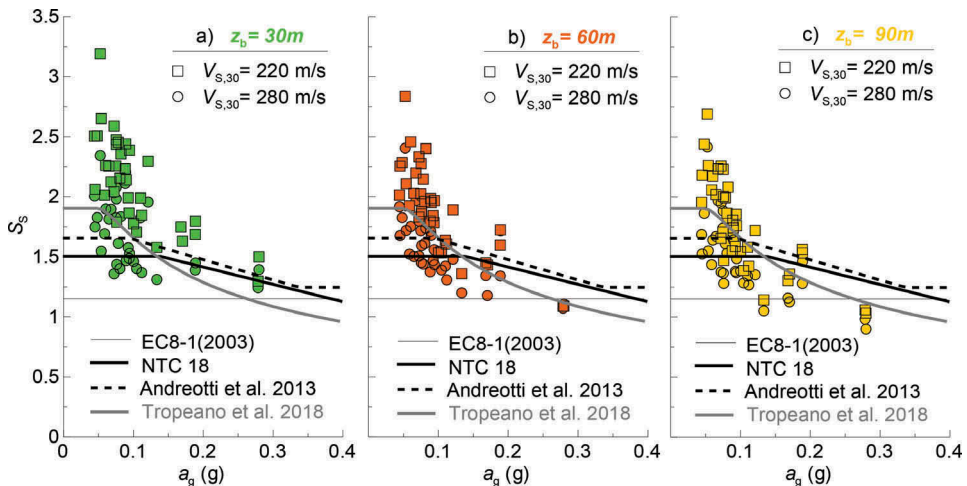 3.5
3
2.5
2
1.5
1
0.5
0
S_S
a) z_b = 30m
V_S,30 = 220 m/s
V_S,30 = 280 m/s
EC8-1(2003)
NTC 18
Andreotti et al. 2013
Tropeano et al. 2018
0 0.1 0.2 0.3 0.4
a_g (g)
b) z_b = 60m
V_S,30 = 220 m/s
V_S,30 = 280 m/s
EC8-1(2003)
NTC 18
Andreotti et al. 2013
Tropeano et al. 2018
0.1 0.2 0.3 0.4
a_g (g)
c) z_b = 90m
V_S,30 = 220 m/s
V_S,30 = 280 m/s
EC8-1(2003)
NTC 18
Andreotti et al. 2013
Tropeano et al. 2018
0.1 0.2 0.3 0.4
a_g (g)